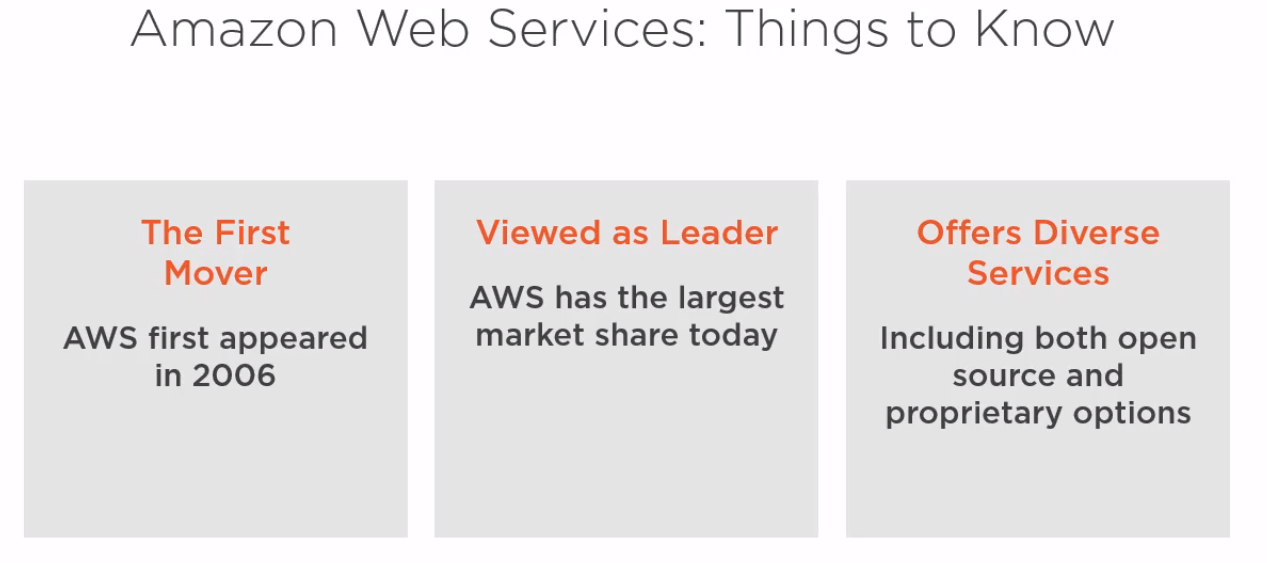 Amazon Web Services: Things to Know
The First
Mover
AWS first appeared
in 2006
Viewed as Leader
AWS has the largest
market share today
Offers Diverse
Services
Including both open
source and
proprietary options